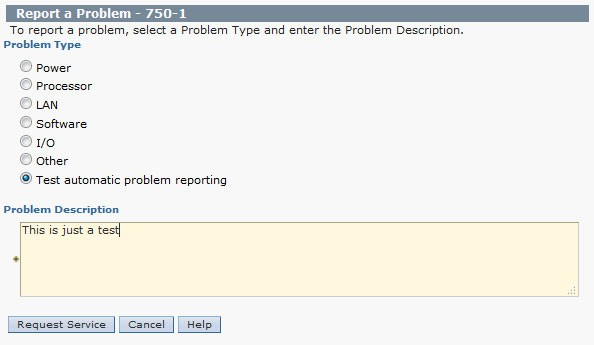 Report a Problem - 750-1
To report a problem, select a Problem Type and enter the Problem Description.
Problem Type
Power
Processor
LAN
Software
I/O
Other
Test automatic problem reporting
Problem Description
This is just a test
Request Service Cancel Help